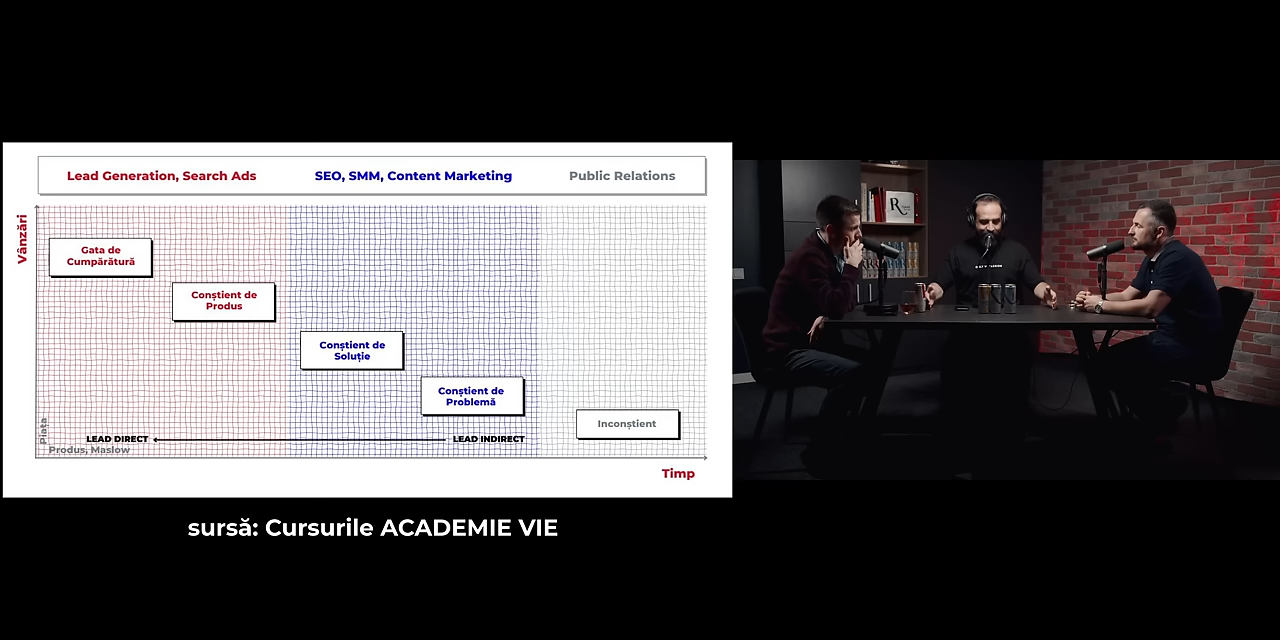 Lead Generation, Search Ads
SEO, SMM, Content Marketing
Public Relations
Vânzări
Gata de
Cumpărătură
Conștient de
Produs
Conștient de
Soluție
Conștient de
Problemă
Inconștient
Piața
LEAD DIRECT
LEAD INDIRECT
Produs, Maslow
Timp
sursă: Cursurile ACADEMIE VIE
R